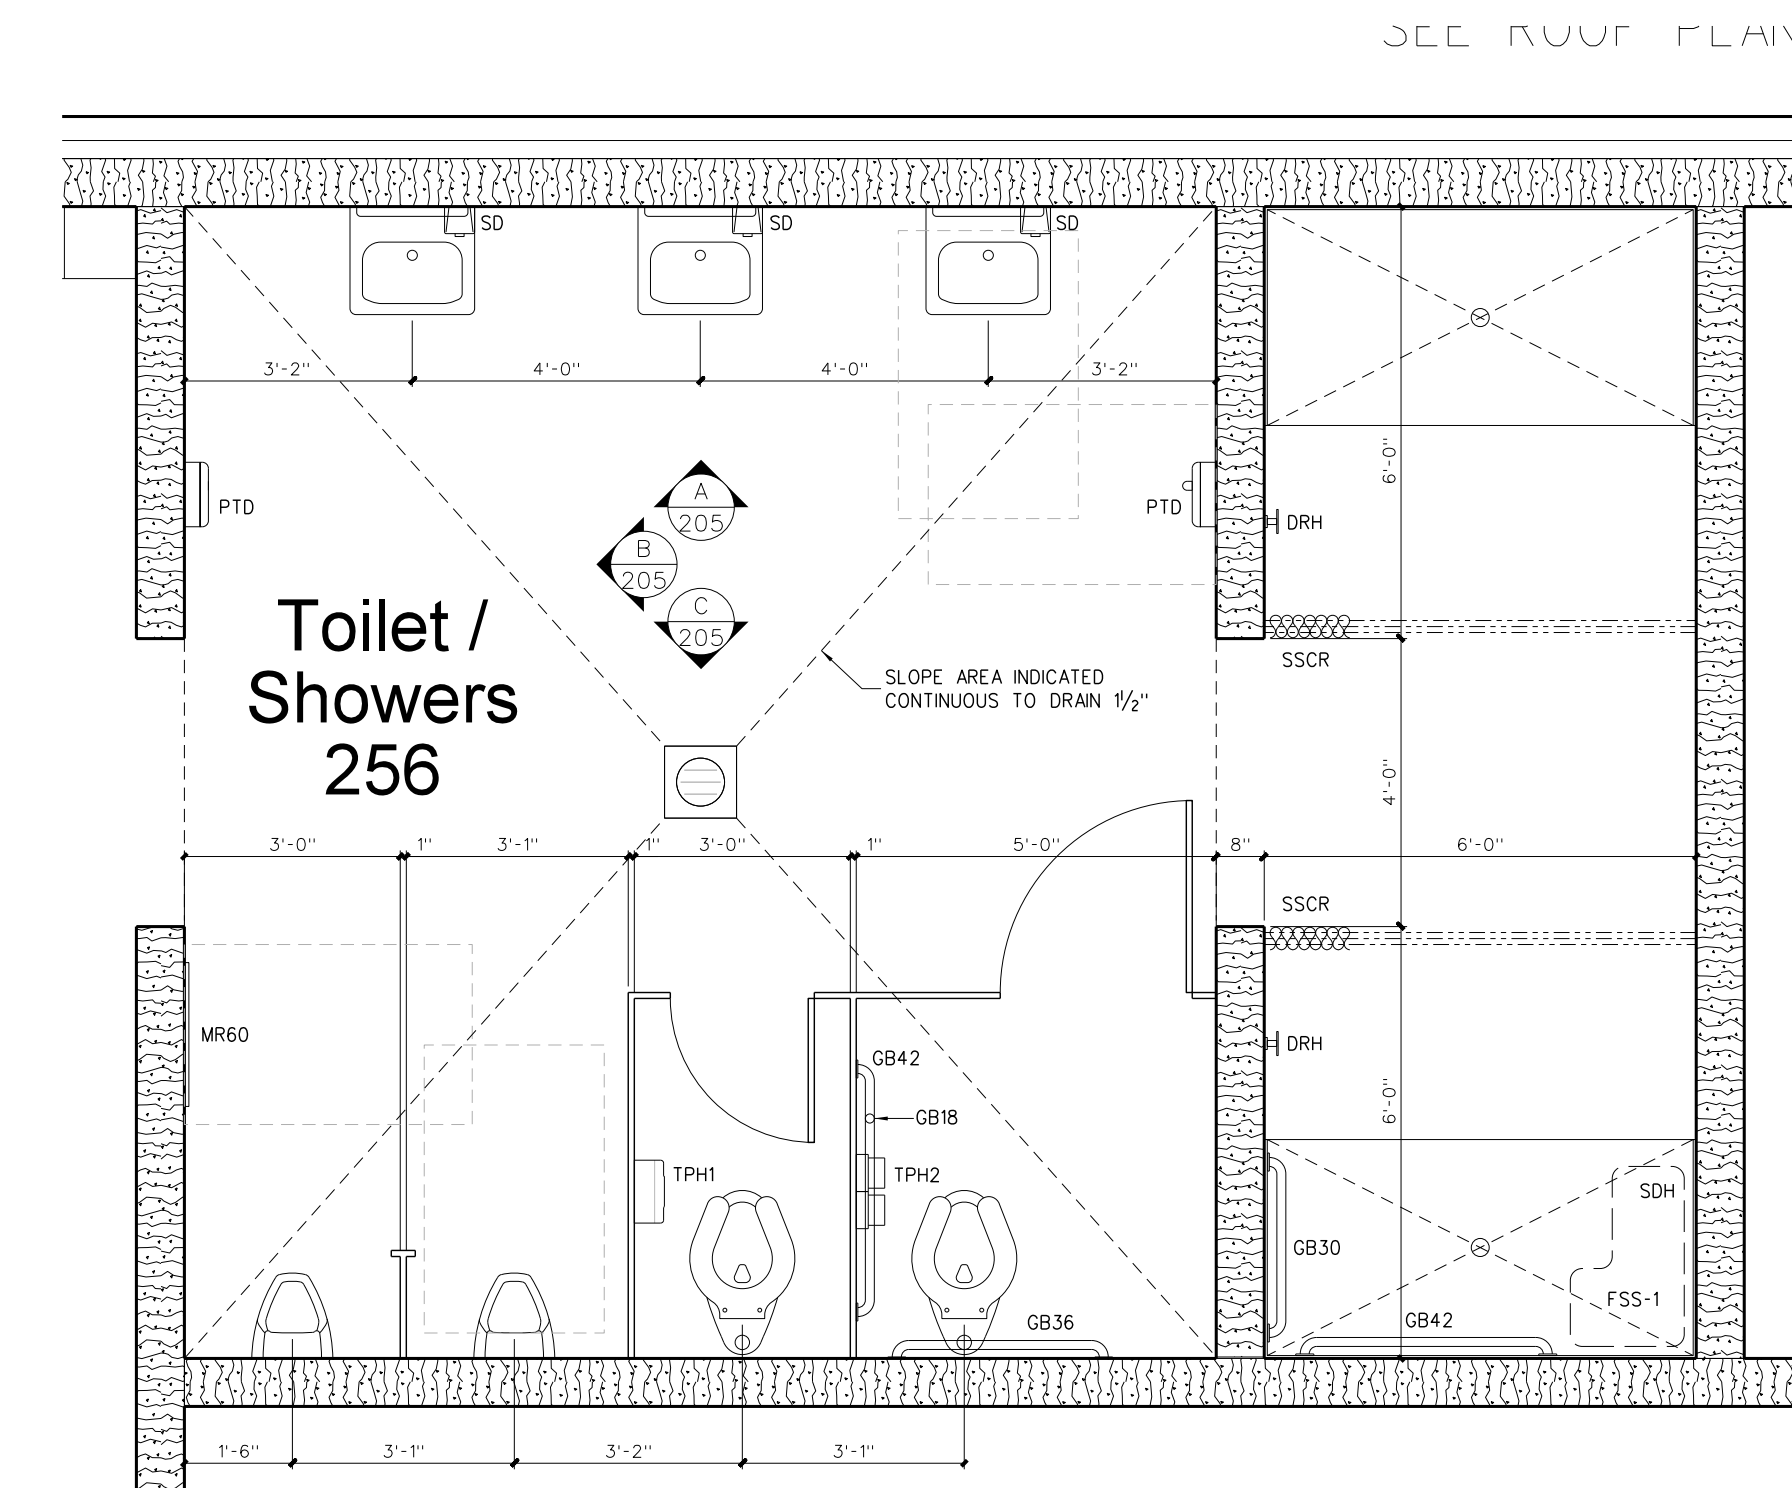 SEE ROOF PLAN
SD
SD
SD
3'-2"
4'-0"
4'-0"
3'-2"
6'-0"
PTD
A
205
B
205
C
205
PTD
DRH
Toilet /
Showers
256
SSCR
SLOPE AREA INDICATED
CONTINUOUS TO DRAIN 1½"
4'-0"
3'-0"
1"
3'-1"
1"
3'-0"
1"
5'-0"
8"
6'-0"
SSCR
MR60
DRH
GB42
GB18
6'-0"
TPH1
TPH2
SDH
GB30
FSS-1
GB36
GB42
1'-6"
3'-1"
3'-2"
3'-1"